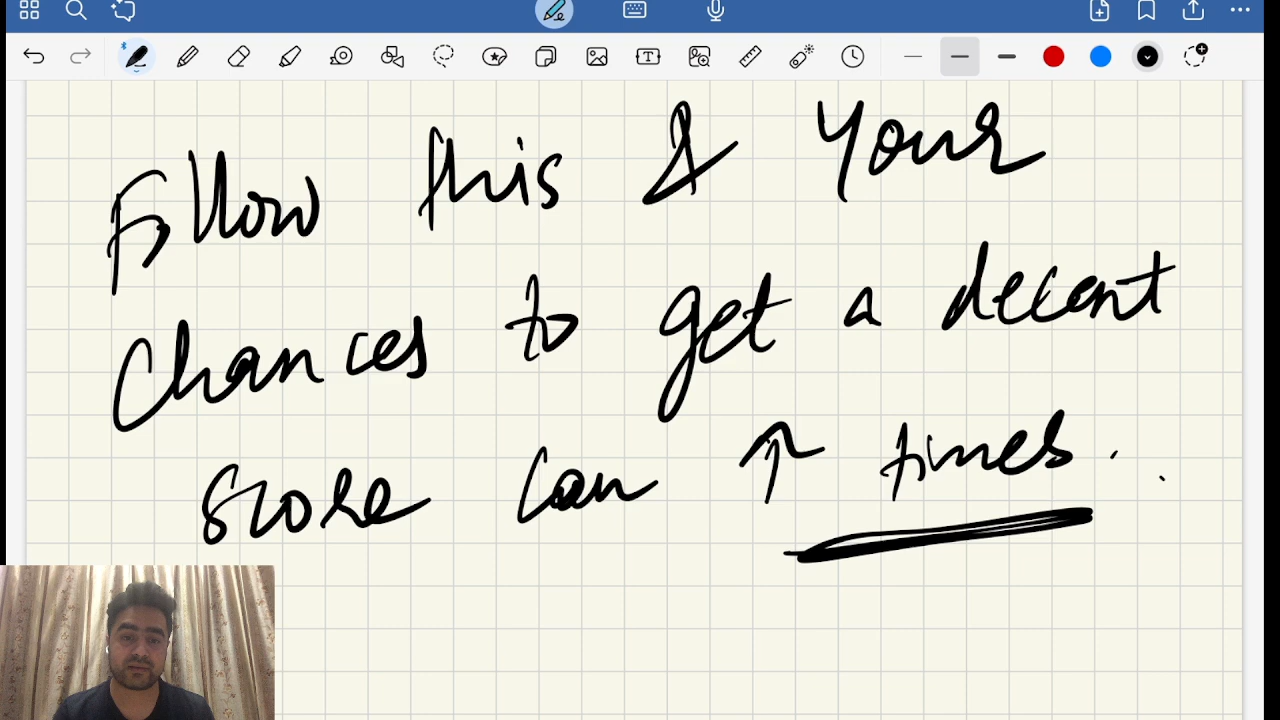 Follow this & Your
Chances to get a decent
score can ↑ times.